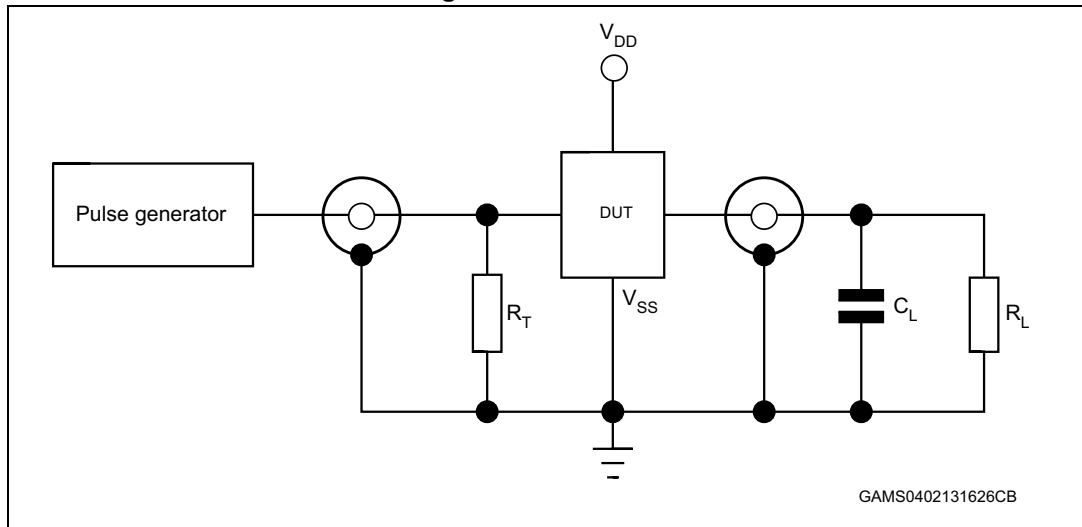 V_DD
Pulse generator
DUT
V_SS
R_T
C_L
R_L
GAMS0402131626CB